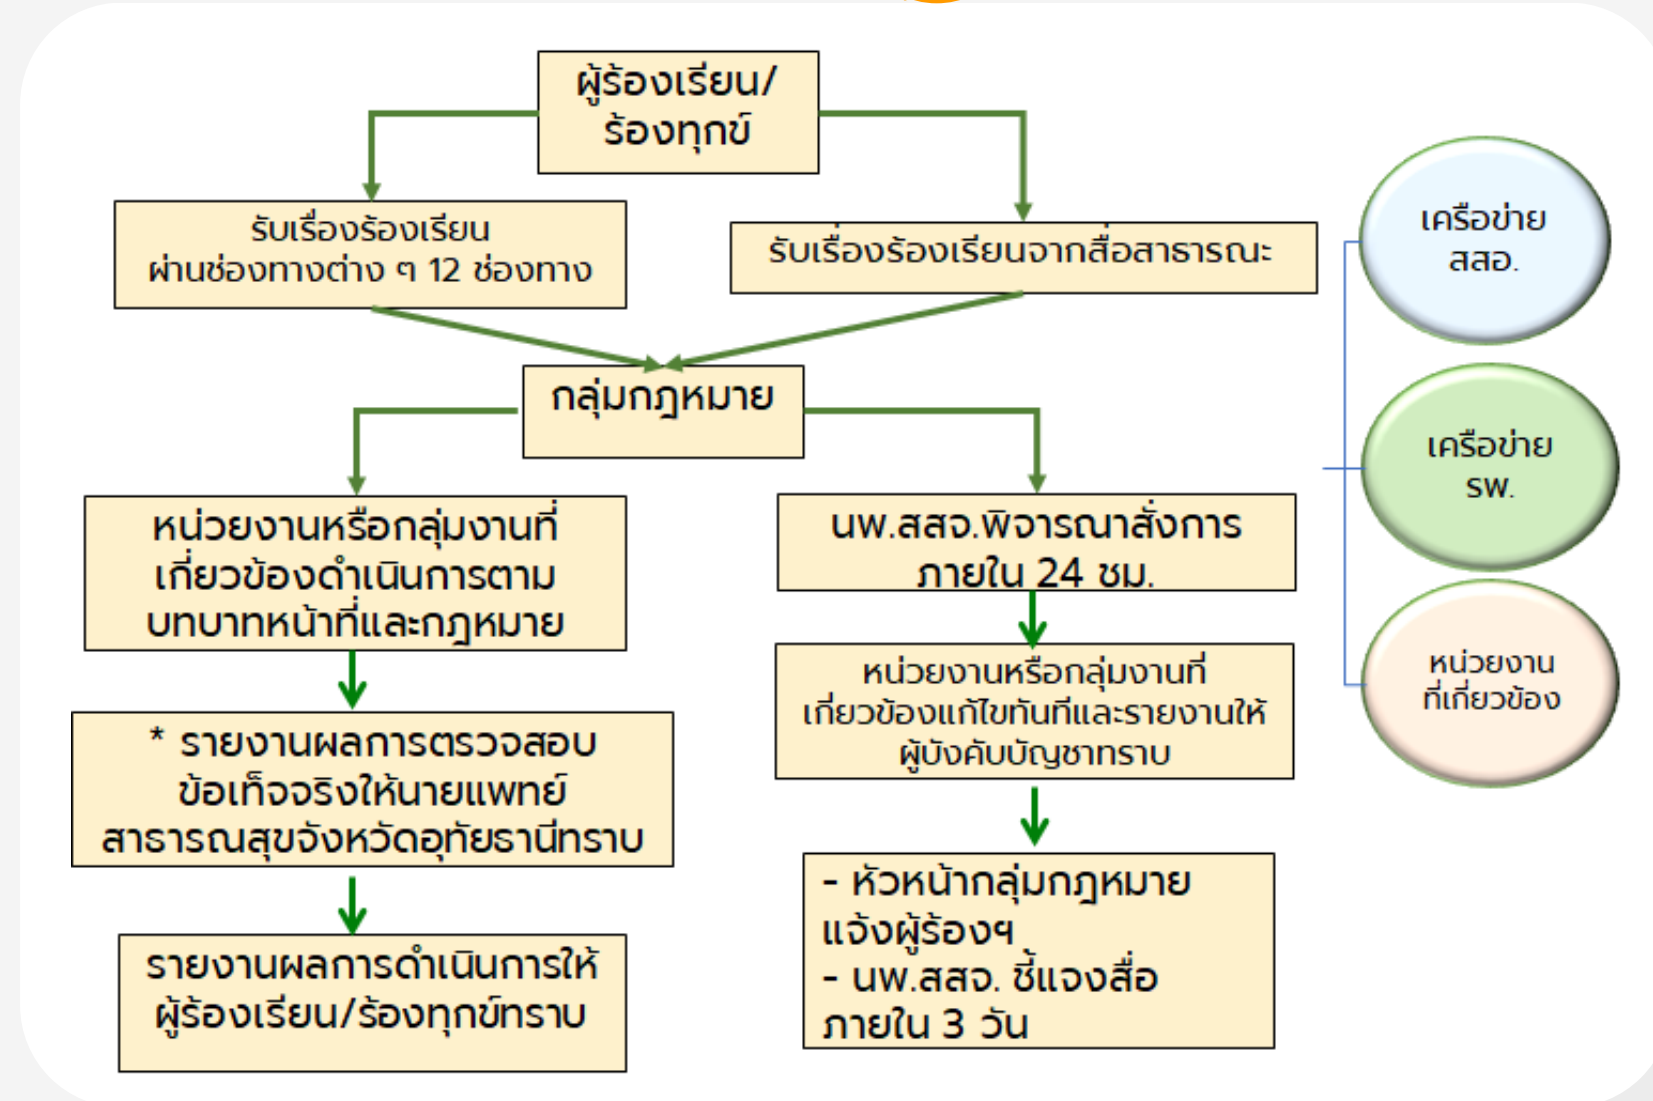 ผู้ร้องเรียน/
ร้องทุกข์
รับเรื่องร้องเรียน
ผ่านช่องทางต่าง ๆ 12 ช่องทาง
รับเรื่องร้องเรียนจากสื่อสาธารณะ
กลุ่มกฎหมาย
หน่วยงานหรือกลุ่มงานที่
เกี่ยวข้องดำเนินการตาม
บทบาทหน้าที่และกฎหมาย
* รายงานผลการตรวจสอบ
ข้อเท็จจริงให้นายแพทย์
สาธารณสุขจังหวัดอุทัยธานีทราบ
รายงานผลการดำเนินการให้
ผู้ร้องเรียน/ร้องทุกข์ทราบ
นพ.สสจ.พิจารณาสั่งการ
ภายใน 24 ชม.
หน่วยงานหรือกลุ่มงานที่
เกี่ยวข้องแก้ไขทันทีและรายงานให้
ผู้บังคับบัญชาทราบ
- หัวหน้ากลุ่มกฎหมาย
แจ้งผู้ร้องฯ
- นพ.สสจ. ชี้แจงสื่อ
ภายใน 3 วัน
เครือข่าย
สสอ.
เครือข่าย
รพ.
หน่วยงาน
ที่เกี่ยวข้อง